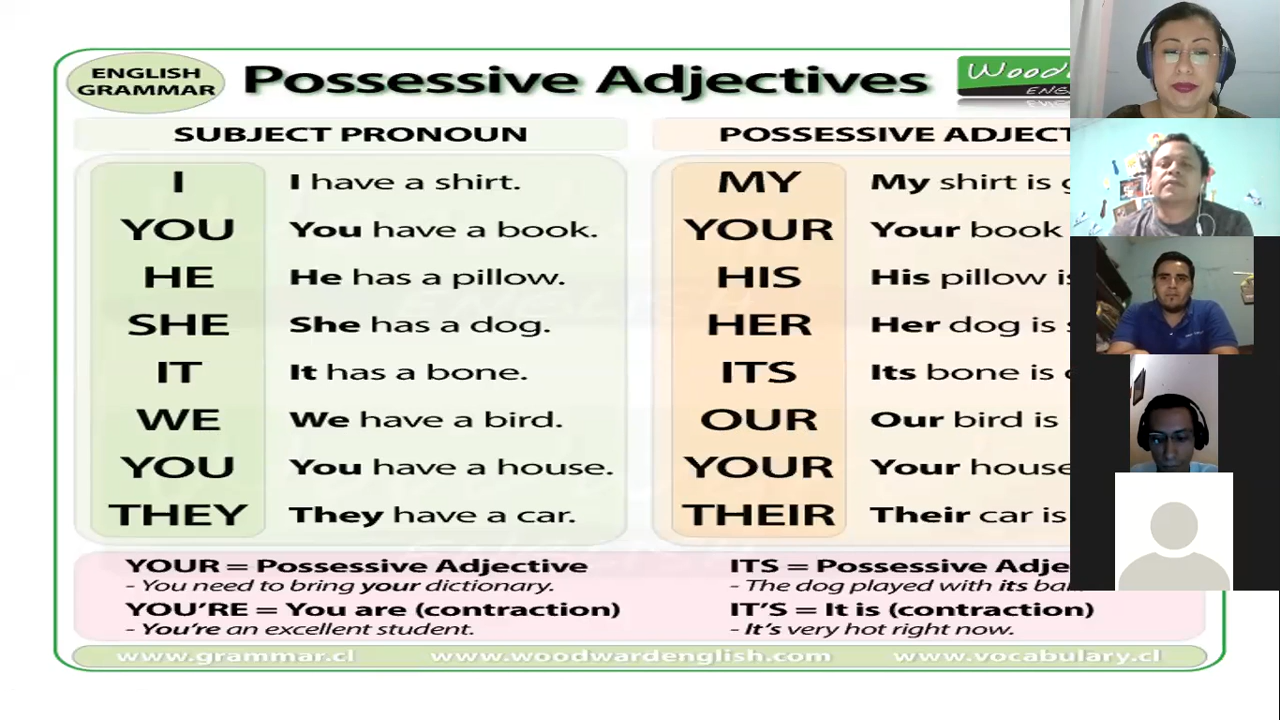 ENGLISH
GRAMMAR
Possessive Adjectives
SUBJECT PRONOUN
I I have a shirt.
YOU You have a book.
HE He has a pillow.
SHE She has a dog.
IT It has a bone.
WE We have a bird.
YOU You have a house.
THEY They have a car.
POSSESSIVE
MY My shirt is
YOUR Your book
HIS His pillow
HER Her dog is
ITS Its bone is
OUR Our bird is
YOUR Your house
THEIR Their car is
YOUR = Possessive Adjective
- You need to bring your dictionary.
YOU'RE = You are (contraction)
- You're an excellent student.
ITS = Possessive
- The dog played with its
IT'S = It is (contraction)
- It's very hot right now.
www.grammar.cl www.woodwardenglish.com www.vocabulary.cl